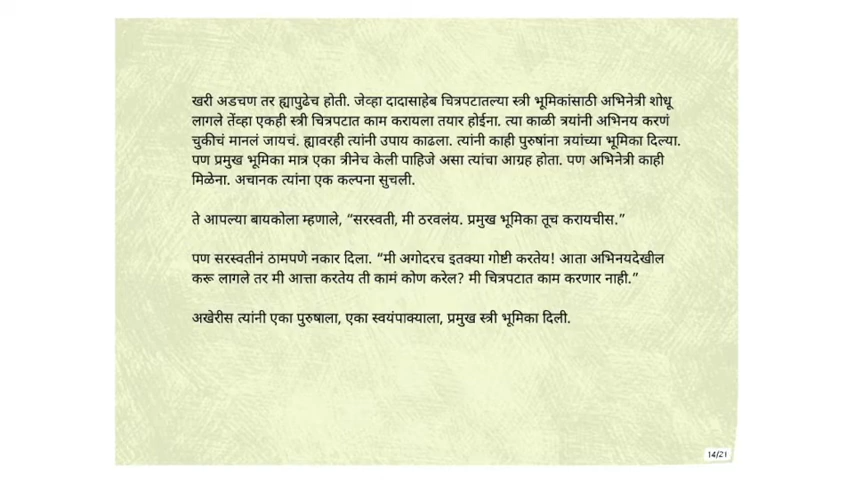 खरी अडचण तर ह्यापुढेच होती. जेव्हा दादासाहेब चित्रपटातल्या स्त्री भूमिकांसाठी अभिनेत्री शोधू
लागले तेंव्हा एकही स्त्री चित्रपटात काम करायला तयार होईना. त्या काळी त्रयांनी अभिनय करणं
चुकीचं मानलं जायचं. ह्यावरही त्यांनी उपाय काढला. त्यांनी काही पुरुषांना त्रयांच्या भूमिका दिल्या.
पण प्रमुख भूमिका मात्र एका त्रीनेच केली पाहिजे असा त्यांचा आग्रह होता. पण अभिनेत्री काही
मिळेना. अचानक त्यांना एक कल्पना सुचली.
ते आपल्या बायकोला म्हणाले, “सरस्वती, मी ठरवलंय. प्रमुख भूमिका तूच करायचीस.”
पण सरस्वतीनं ठामपणे नकार दिला. “मी अगोदरच इतक्या गोष्टी करतेय! आता अभिनयदेखील
करू लागले तर मी आत्ता करतेय ती कामं कोण करेल? मी चित्रपटात काम करणार नाही.”
अखेरीस त्यांनी एका पुरुषाला, एका स्वयंपाक्याला, प्रमुख स्त्री भूमिका दिली.
14/21